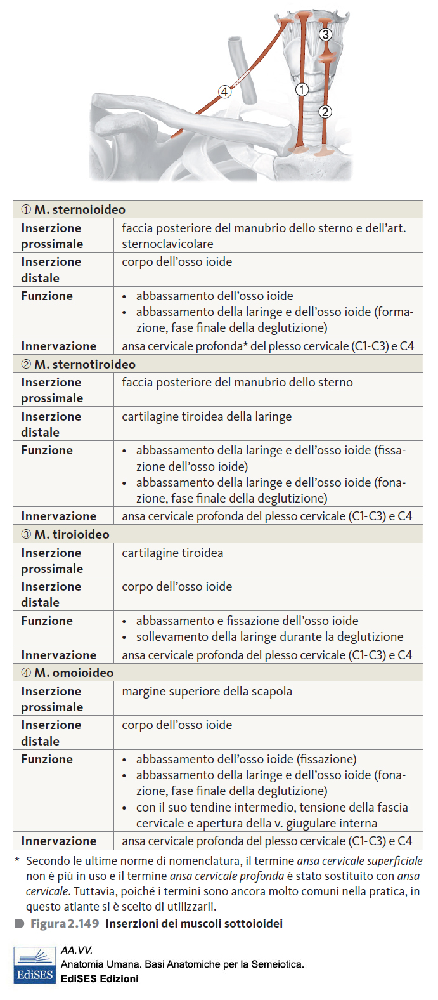 ③
④
①
②
① M. sternoioideo
Inserzione prossimale
faccia posteriore del manubrio dello sterno e dell’art.
sternoclavicolare
Inserzione distale
corpo dell’osso ioide
Funzione
• abbassamento dell’osso ioide
• abbassamento della laringe e dell’osso ioide (forma-
zione, fase finale della deglutizione)
Innervazione
ansa cervicale profonda* del plesso cervicale (C1-C3) e C4
② M. sternotiroideo
Inserzione prossimale
faccia posteriore del manubrio dello sterno
Inserzione distale
cartilagine tiroidea della laringe
Funzione
• abbassamento della laringe e dell’osso ioide (fissa-
zione dell’osso ioide)
• abbassamento della laringe e dell’osso ioide (fona-
zione, fase finale della deglutizione)
Innervazione
ansa cervicale profonda del plesso cervicale (C1-C3) e C4
③ M. tiroioideo
Inserzione prossimale
cartilagine tiroidea
Inserzione distale
corpo dell’osso ioide
Funzione
• abbassamento e fissazione dell’osso ioide
• sollevamento della laringe durante la deglutizione
Innervazione
ansa cervicale profonda del plesso cervicale (C1-C3) e C4
④ M. omoioideo
Inserzione prossimale
margine superiore della scapola
Inserzione distale
corpo dell’osso ioide
Funzione
• abbassamento dell’osso ioide (fissazione)
• abbassamento della laringe e dell’osso ioide (fona-
zione, fase finale della deglutizione)
• con il suo tendine intermedio, tensione della fascia
cervicale e apertura della v. giugulare interna
Innervazione
ansa cervicale profonda del plesso cervicale (C1-C3) e C4
* Secondo le ultime norme di nomenclatura, il termine ansa cervicale superficiale
non è più in uso e il termine ansa cervicale profonda è stato sostituito con ansa
cervicale. Tuttavia, poiché i termini sono ancora molto comuni nella pratica, in
questo atlante si è scelto di utilizzarli.
Figura 2.149 Inserzioni dei muscoli sottoioidei
EdiSES
AA.VV.
Anatomia Umana. Basi Anatomiche per la Semeiotica.
EdiSES Edizioni